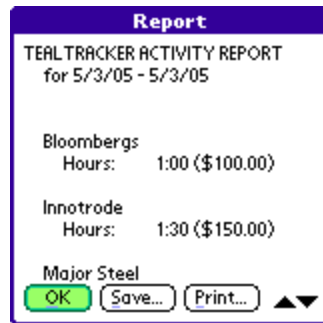 Report
TEALTRACKER ACTIVITY REPORT
for 5/3/05 - 5/3/05
Bloombergs
Hours: 1:00 ($100.00)
Innotrode
Hours: 1:30 ($150.00)
Major Steel
OK Save... Print...